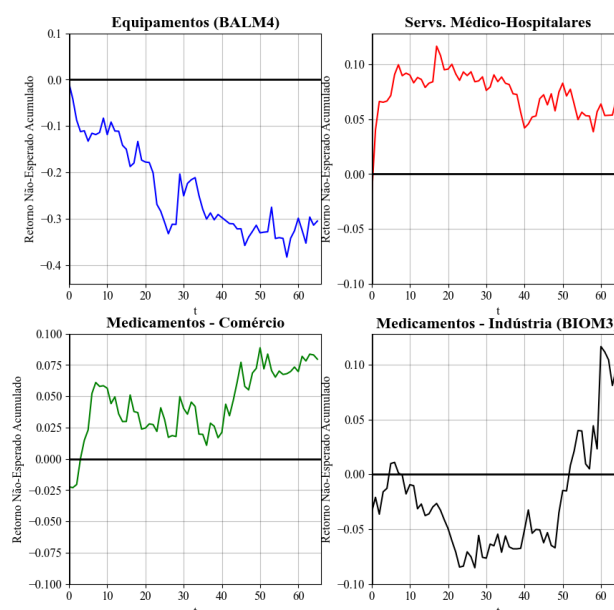 Equipamentos (BALM4)
Retorno Não-Esperado Acumulado
0.1
0.0
−0.1
−0.2
−0.3
−0.4
0 10 20 30 40 50 60
t
Servs. Médico-Hospitalares
Retorno Não-Esperado Acumulado
0.10
0.05
0.00
−0.05
−0.10
0 10 20 30 40 50 60
t
Medicamentos - Comércio
Retorno Não-Esperado Acumulado
0.100
0.075
0.050
0.025
0.000
−0.025
−0.050
−0.075
−0.100
0 10 20 30 40 50 60
Medicamentos - Indústria (BIOM3
Retorno Não-Esperado Acumulado
0.10
0.05
0.00
−0.05
−0.10
0 10 20 30 40 50 60